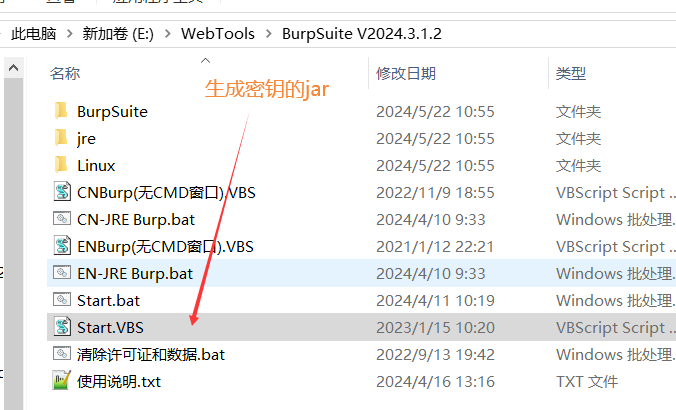 此电脑 > 新加卷 (E:) > WebTools > BurpSuite V2024.3.1.2
名称 修改日期 类型
生成密钥的jar
BurpSuite 2024/5/22 10:55 文件夹
jre 2024/5/22 10:55 文件夹
Linux 2024/5/22 10:55 文件夹
CNBurp(无CMD窗口).VBS 2022/11/9 18:55 VBScript Script ...
CN-JRE Burp.bat 2024/4/10 9:33 Windows 批处理...
ENBurp(无CMD窗口).VBS 2021/1/12 22:21 VBScript Script ...
EN-JRE Burp.bat 2024/4/10 9:33 Windows 批处理...
Start.bat 2024/4/11 10:19 Windows 批处理...
Start.VBS 2023/1/15 10:20 VBScript Script ...
清除许可证和数据.bat 2022/9/13 19:42 Windows 批处理...
使用说明.txt 2024/4/16 13:16 TXT 文件